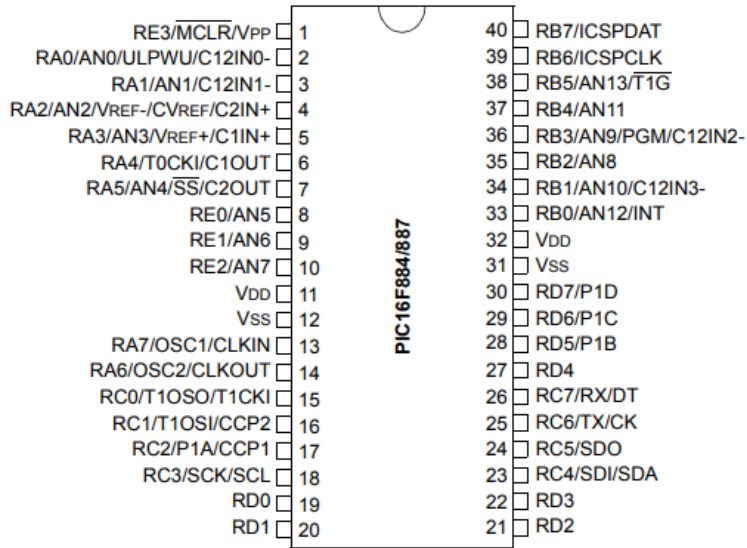 RE3/MCLR/VPP 1
RA0/AN0/ULPWU/C12IN0- 2
RA1/AN1/C12IN1- 3
RA2/AN2/VREF-/CVREF/C2IN+ 4
RA3/AN3/VREF+/C1IN+ 5
RA4/T0CKI/C1OUT 6
RA5/AN4/SS/C2OUT 7
RE0/AN5 8
RE1/AN6 9
RE2/AN7 10
VDD 11
VSS 12
RA7/OSC1/CLKIN 13
RA6/OSC2/CLKOUT 14
RC0/T1OSO/T1CKI 15
RC1/T1OSI/CCP2 16
RC2/P1A/CCP1 17
RC3/SCK/SCL 18
RD0 19
RD1 20
PIC16F884/887
40 RB7/ICSPDAT
39 RB6/ICSPCLK
38 RB5/AN13/T1G
37 RB4/AN11
36 RB3/AN9/PGM/C12IN2-
35 RB2/AN8
34 RB1/AN10/C12IN3-
33 RB0/AN12/INT
32 VDD
31 VSS
30 RD7/P1D
29 RD6/P1C
28 RD5/P1B
27 RD4
26 RC7/RX/DT
25 RC6/TX/CK
24 RC5/SDO
23 RC4/SDI/SDA
22 RD3
21 RD2